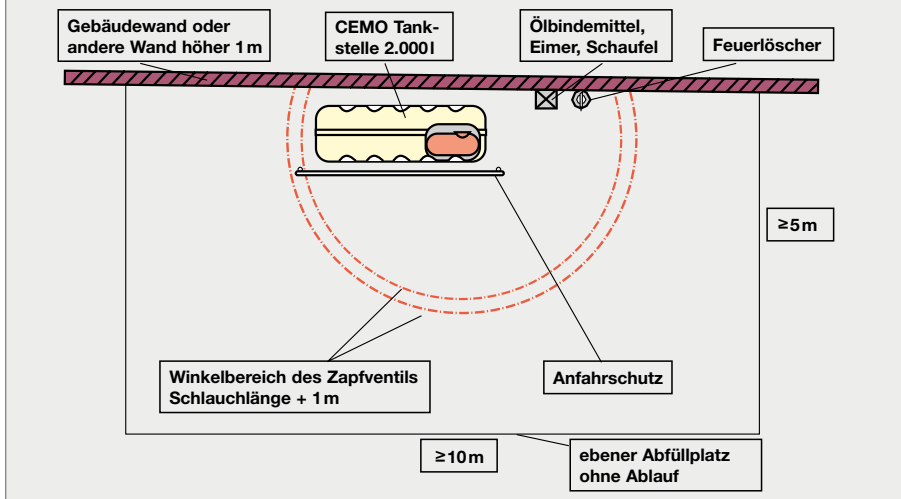 Gebäudewand oder
andere Wand höher 1 m
CEMO Tank-
stelle 2.000 l
Ölbindemittel,
Eimer, Schaufel
Feuerlöscher
≥5 m
Winkelbereich des Zapfventils
Schlauchlänge + 1 m
Anfahrschutz
≥10 m
ebener Abfüllplatz
ohne Ablauf